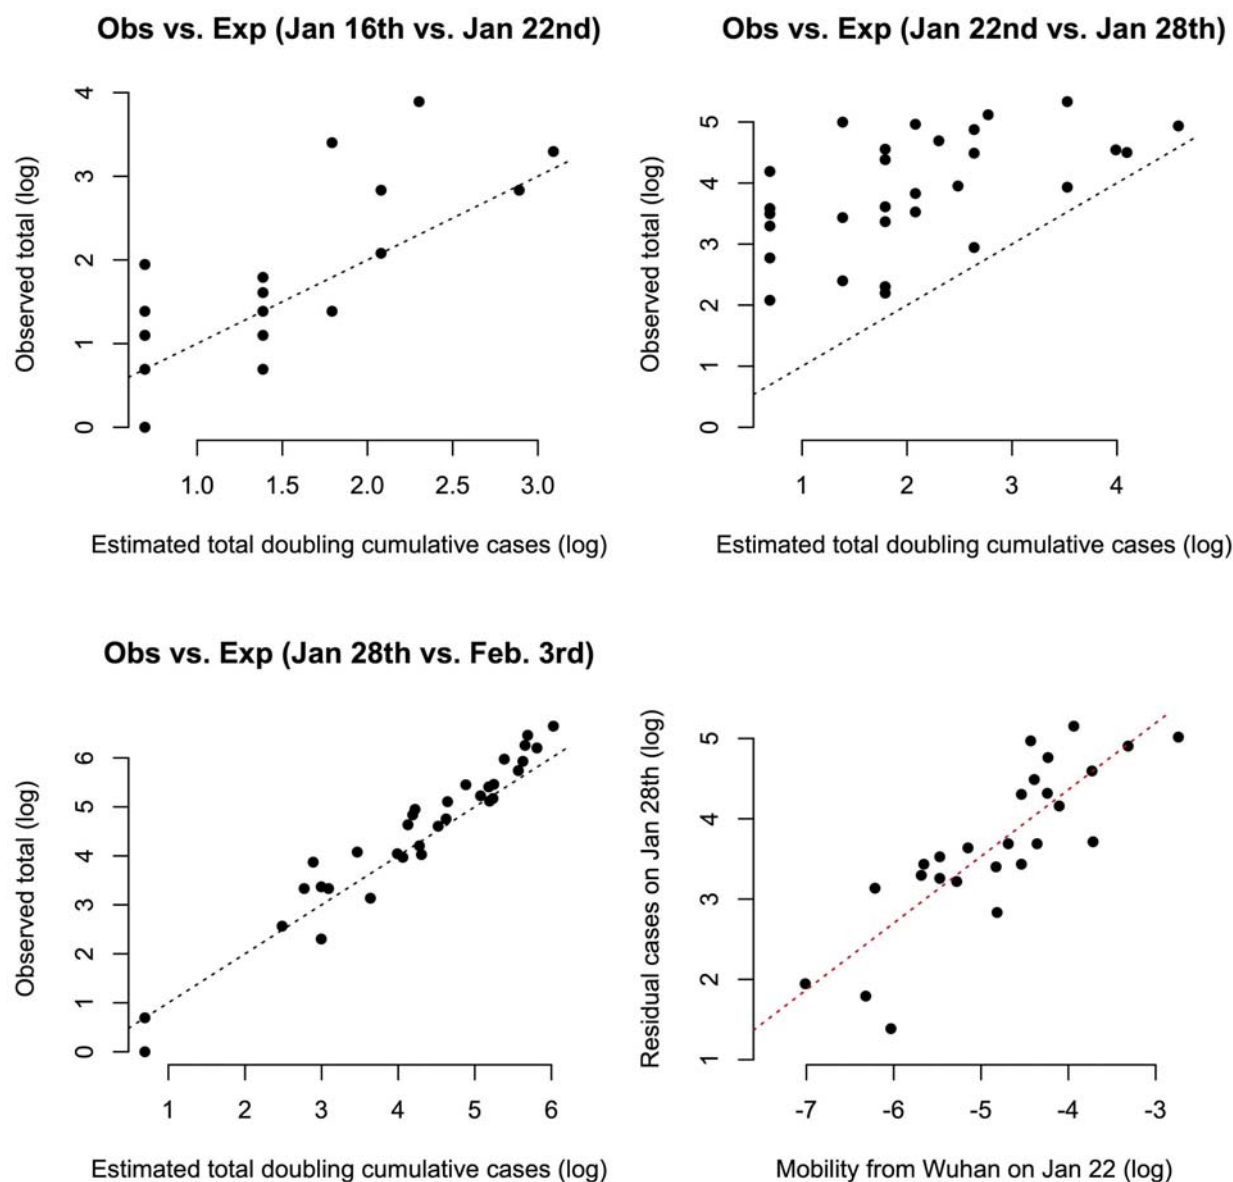 Obs vs. Exp (Jan 16th vs. Jan 22nd)
Observed total (log)
4
3
2
1
0
1.0 1.5 2.0 2.5 3.0
Estimated total doubling cumulative cases (log)
Obs vs. Exp (Jan 22nd vs. Jan 28th)
Observed total (log)
5
4
3
2
1
0
1 2 3 4
Estimated total doubling cumulative cases (log)
Obs vs. Exp (Jan 28th vs. Feb. 3rd)
Observed total (log)
6
5
4
3
2
1
0
1 2 3 4 5 6
Estimated total doubling cumulative cases (log)
Residual cases on Jan 28th (log)
5
4
3
2
1
-7 -6 -5 -4 -3
Mobility from Wuhan on Jan 22 (log)